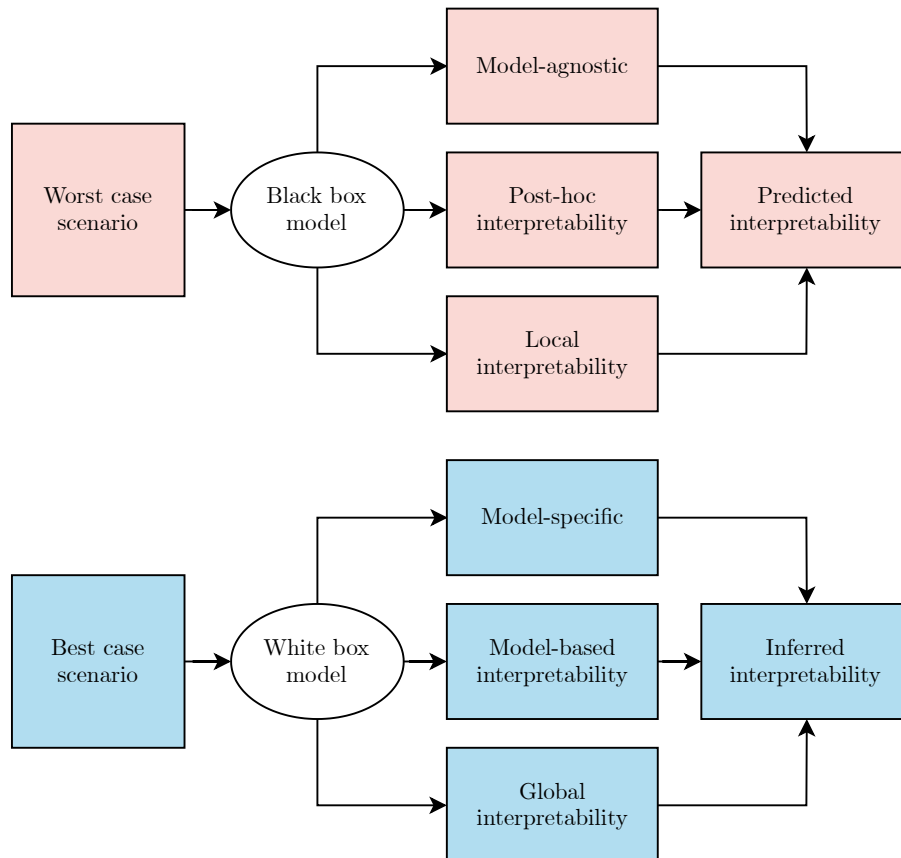 Model-agnostic
Worst case
scenario
Black box
model
Post-hoc
interpretability
Predicted
interpretability
Local
interpretability
Model-specific
Best case
scenario
White box
model
Model-based
interpretability
Inferred
interpretability
Global
interpretability